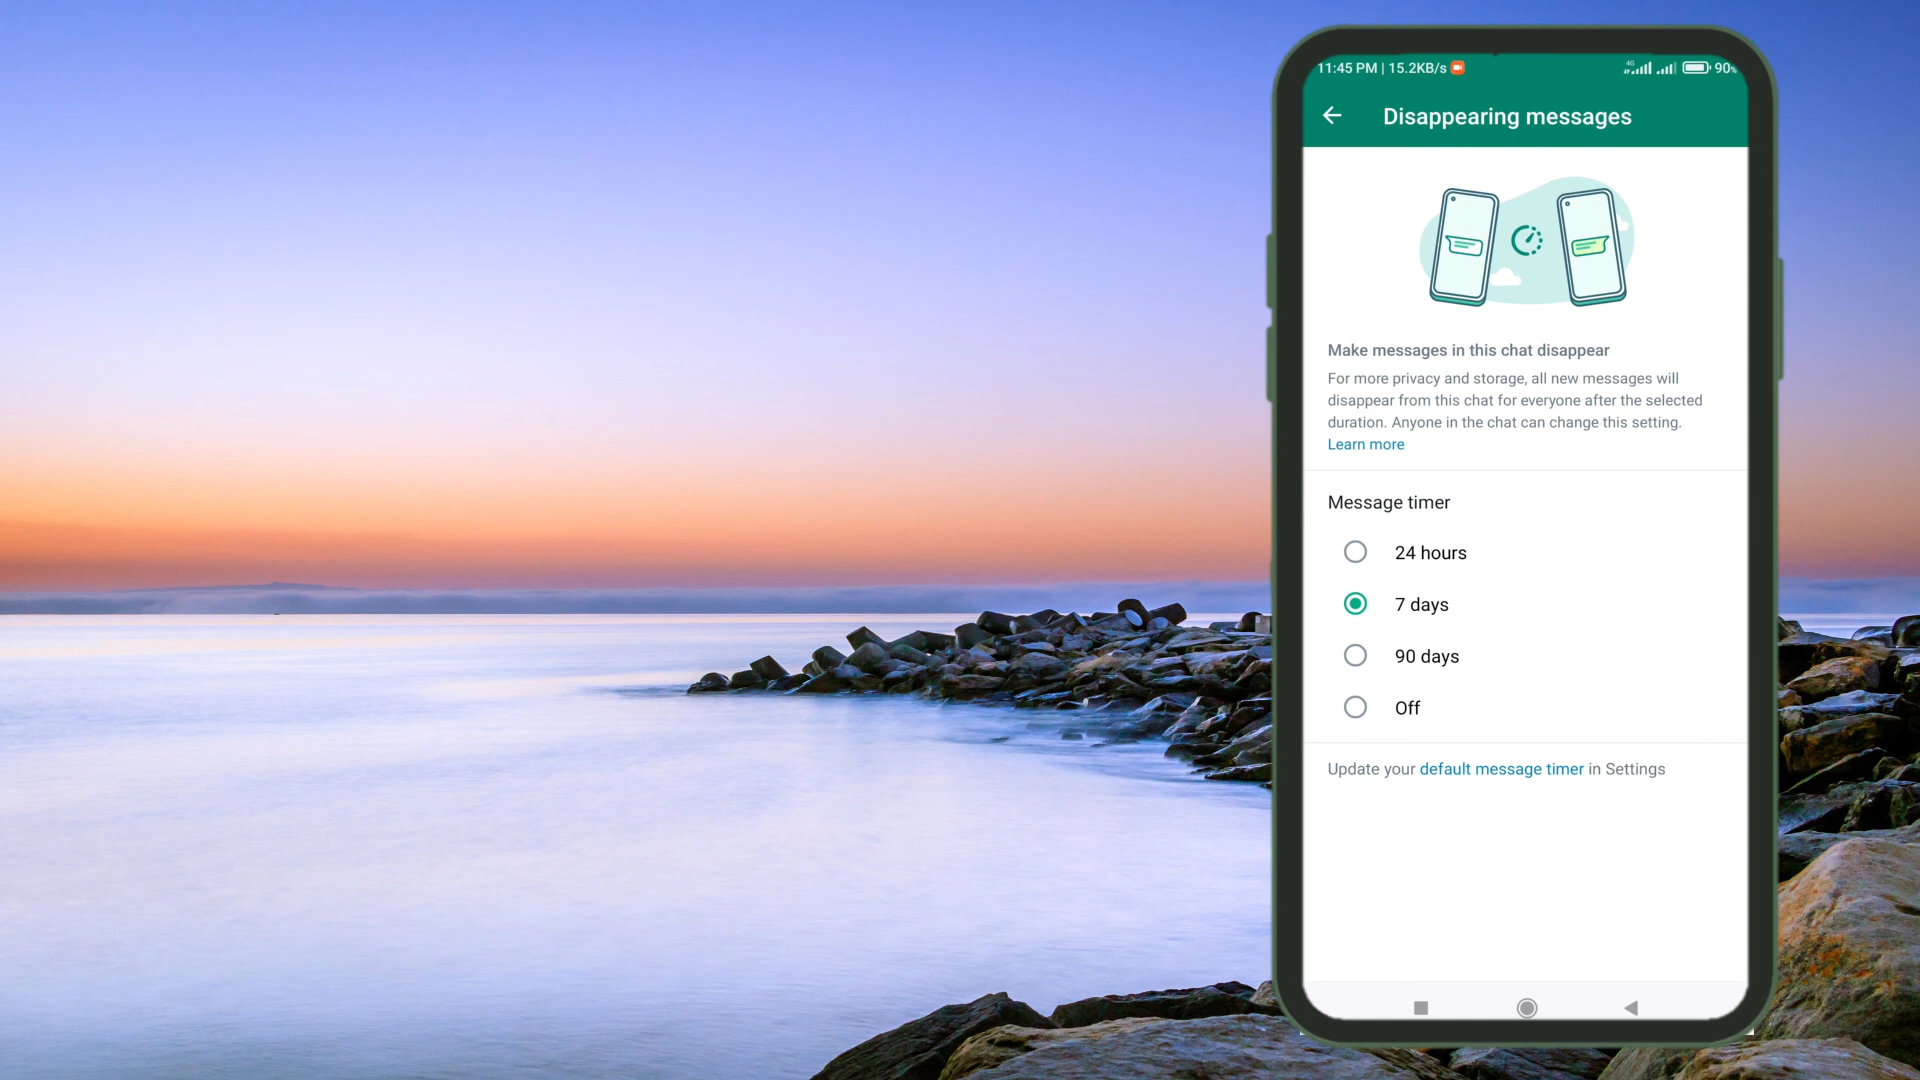 11:45 PM | 15.2KB/s
4G
90%
Disappearing messages
Make messages in this chat disappear
For more privacy and storage, all new messages will
disappear from this chat for everyone after the selected
duration. Anyone in the chat can change this setting.
Learn more
Message timer
24 hours
7 days
90 days
Off
Update your default message timer in Settings